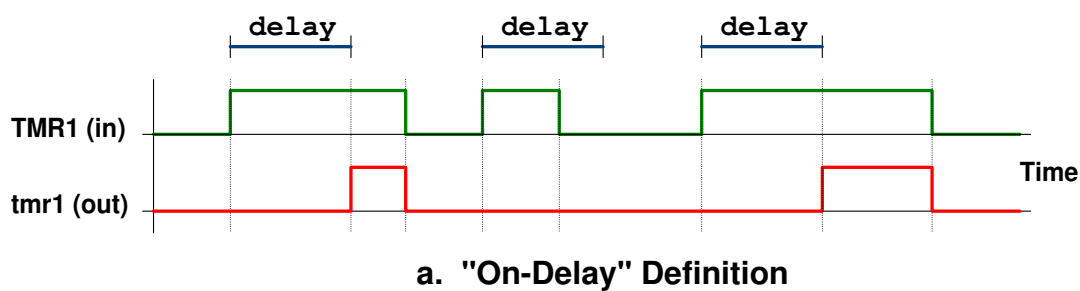 delay delay delay
TMR1 (in)
Time
tmr1 (out)
a. "On-Delay" Definition